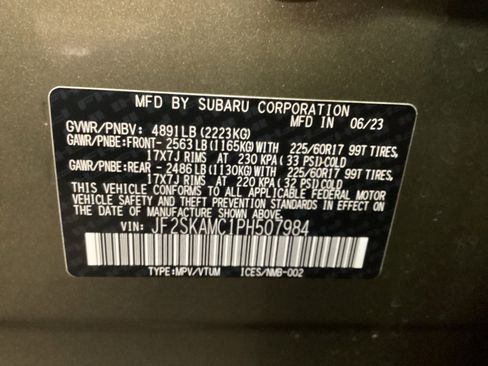 MFD BY SUBARU CORPORATION
MFD IN 06/23
GVWR/PNBV: 4891LB(2223KG)
GAWR/PNBE:FRONT- 2563LB(1165KG)WITH 225/60R17 99T TIRES,
17X7J RIMS AT 230 KPA(33 PSI)COLD
GAWR/PNBE:REAR - 2486LB(1130KG)WITH 225/60R17 99T TIRES,
17X7J RIMS AT 220 KPA(32 PSI)COLD
THIS VEHICLE CONFORMS TO ALL APPLICABLE FEDERAL MOTOR
VEHICLE SAFETY AND THEFT PREVENTION STANDARDS IN EFFECT
ON THE DATE OF MANUFACTURE SHOWN ABOVE.
VIN: JF2SKAMC1PH507984
TYPE:MPV/VTUM ICES/NMB-002